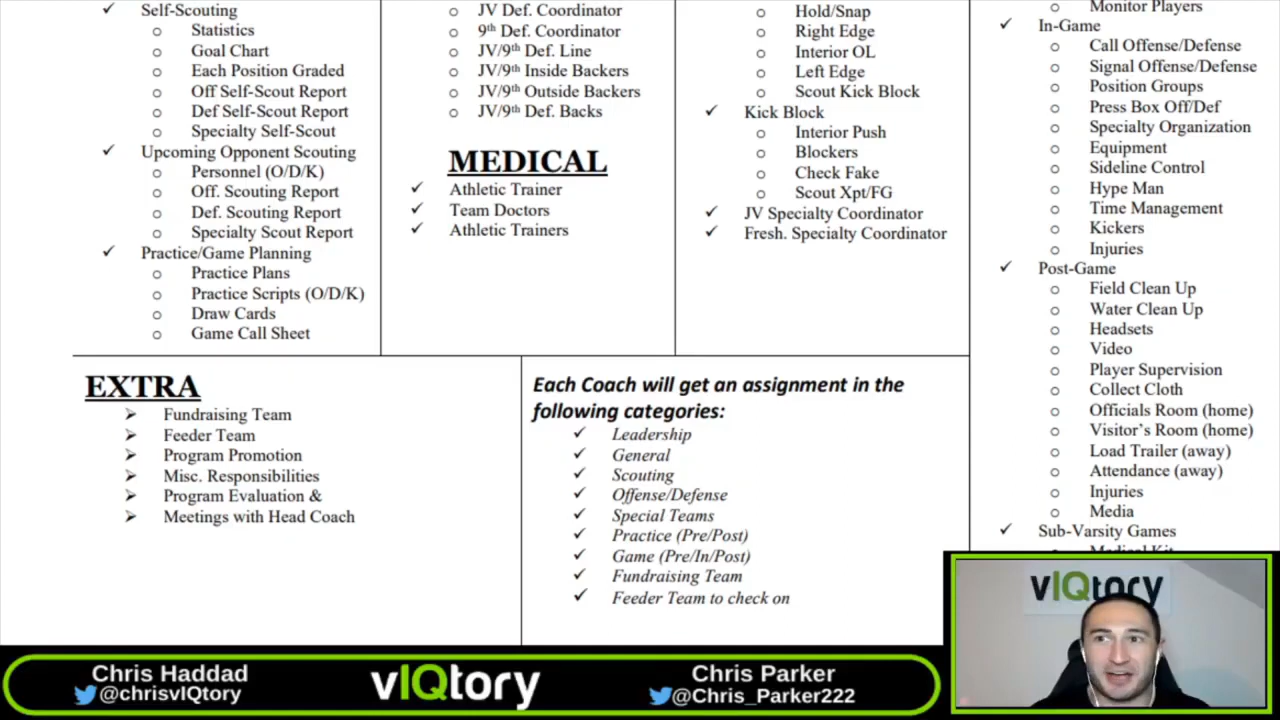 Self-Scouting
Statistics
Goal Chart
Each Position Graded
Off Self-Scout Report
Def Self-Scout Report
Specialty Self-Scout
Upcoming Opponent Scouting
Personnel (O/D/K)
Off. Scouting Report
Def. Scouting Report
Specialty Scout Report
Practice/Game Planning
Practice Plans
Practice Scripts (O/D/K)
Draw Cards
Game Call Sheet
JV Def. Coordinator
9th Def. Coordinator
JV/9th Def. Line
JV/9th Inside Backers
JV/9th Outside Backers
JV/9th Def. Backs
MEDICAL
Athletic Trainer
Team Doctors
Athletic Trainers
Hold/Snap
Right Edge
Interior OL
Left Edge
Scout Kick Block
Kick Block
Interior Push
Blockers
Check Fake
Scout Xpt/FG
JV Specialty Coordinator
Fresh. Specialty Coordinator
Monitor Players
In-Game
Call Offense/Defense
Signal Offense/Defense
Position Groups
Press Box Off/Def
Specialty Organization
Equipment
Sideline Control
Hype Man
Time Management
Kickers
Injuries
Post-Game
Field Clean Up
Water Clean Up
Headsets
Video
Player Supervision
Collect Cloth
Officials Room (home)
Visitor's Room (home)
Load Trailer (away)
Attendance (away)
Injuries
Media
Sub-Varsity Games
Medical Kit
EXTRA
Fundraising Team
Feeder Team
Program Promotion
Misc. Responsibilities
Program Evaluation &
Meetings with Head Coach
Each Coach will get an assignment in the
following categories:
Leadership
General
Scouting
Offense/Defense
Special Teams
Practice (Pre/Post)
Game (Pre/In/Post)
Fundraising Team
Feeder Team to check on
vIQtory
Chris Haddad
@chrisvIQtory
vIQtory
Chris Parker
@Chris_Parker222